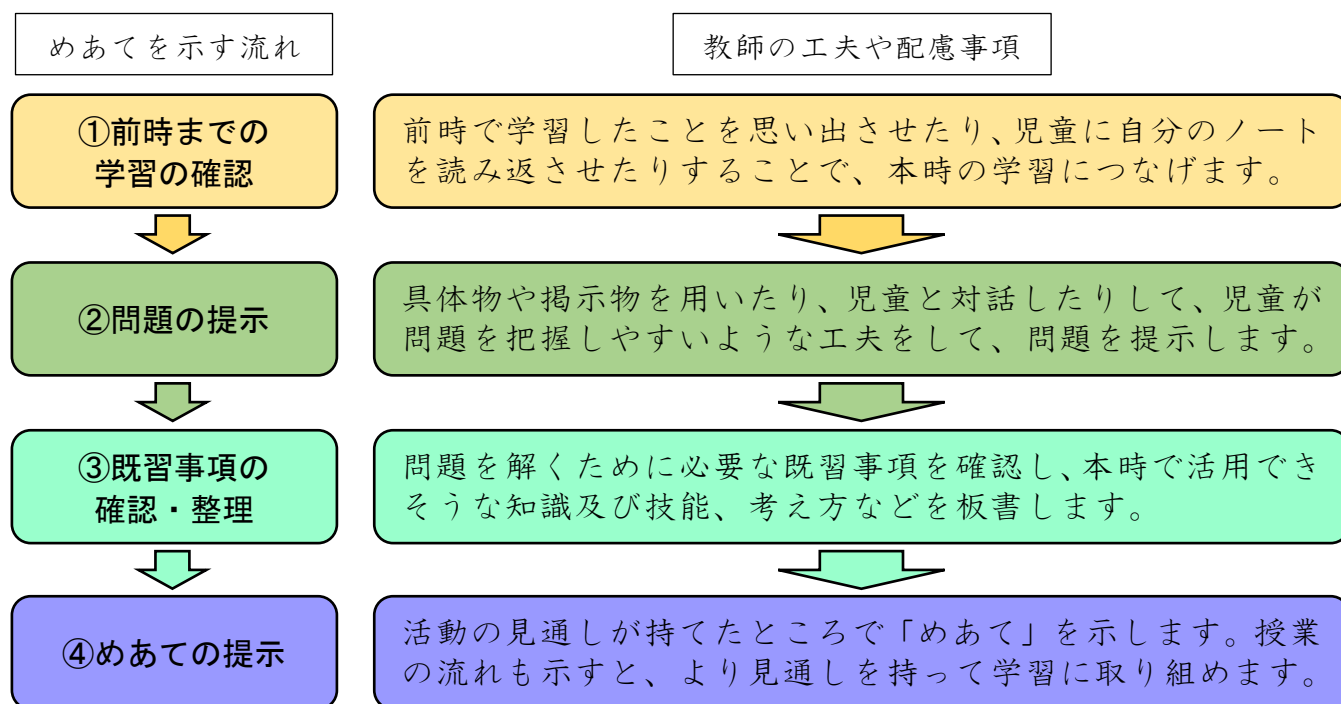 めあてを示す流れ
教師の工夫や配慮事項
①前時までの
学習の確認
前時で学習したことを思い出させたり、児童に自分のノート
を読み返させたりすることで、本時の学習につなげます。
②問題の提示
具体物や掲示物を用いたり、児童と対話したりして、児童が
問題を把握しやすいような工夫をして、問題を提示します。
③既習事項の
確認・整理
問題を解くために必要な既習事項を確認し、本時で活用でき
そうな知識及び技能、考え方などを板書します。
④めあての提示
活動の見通しが持てたところで「めあて」を示します。授業
の流れも示すと、より見通しを持って学習に取り組めます。